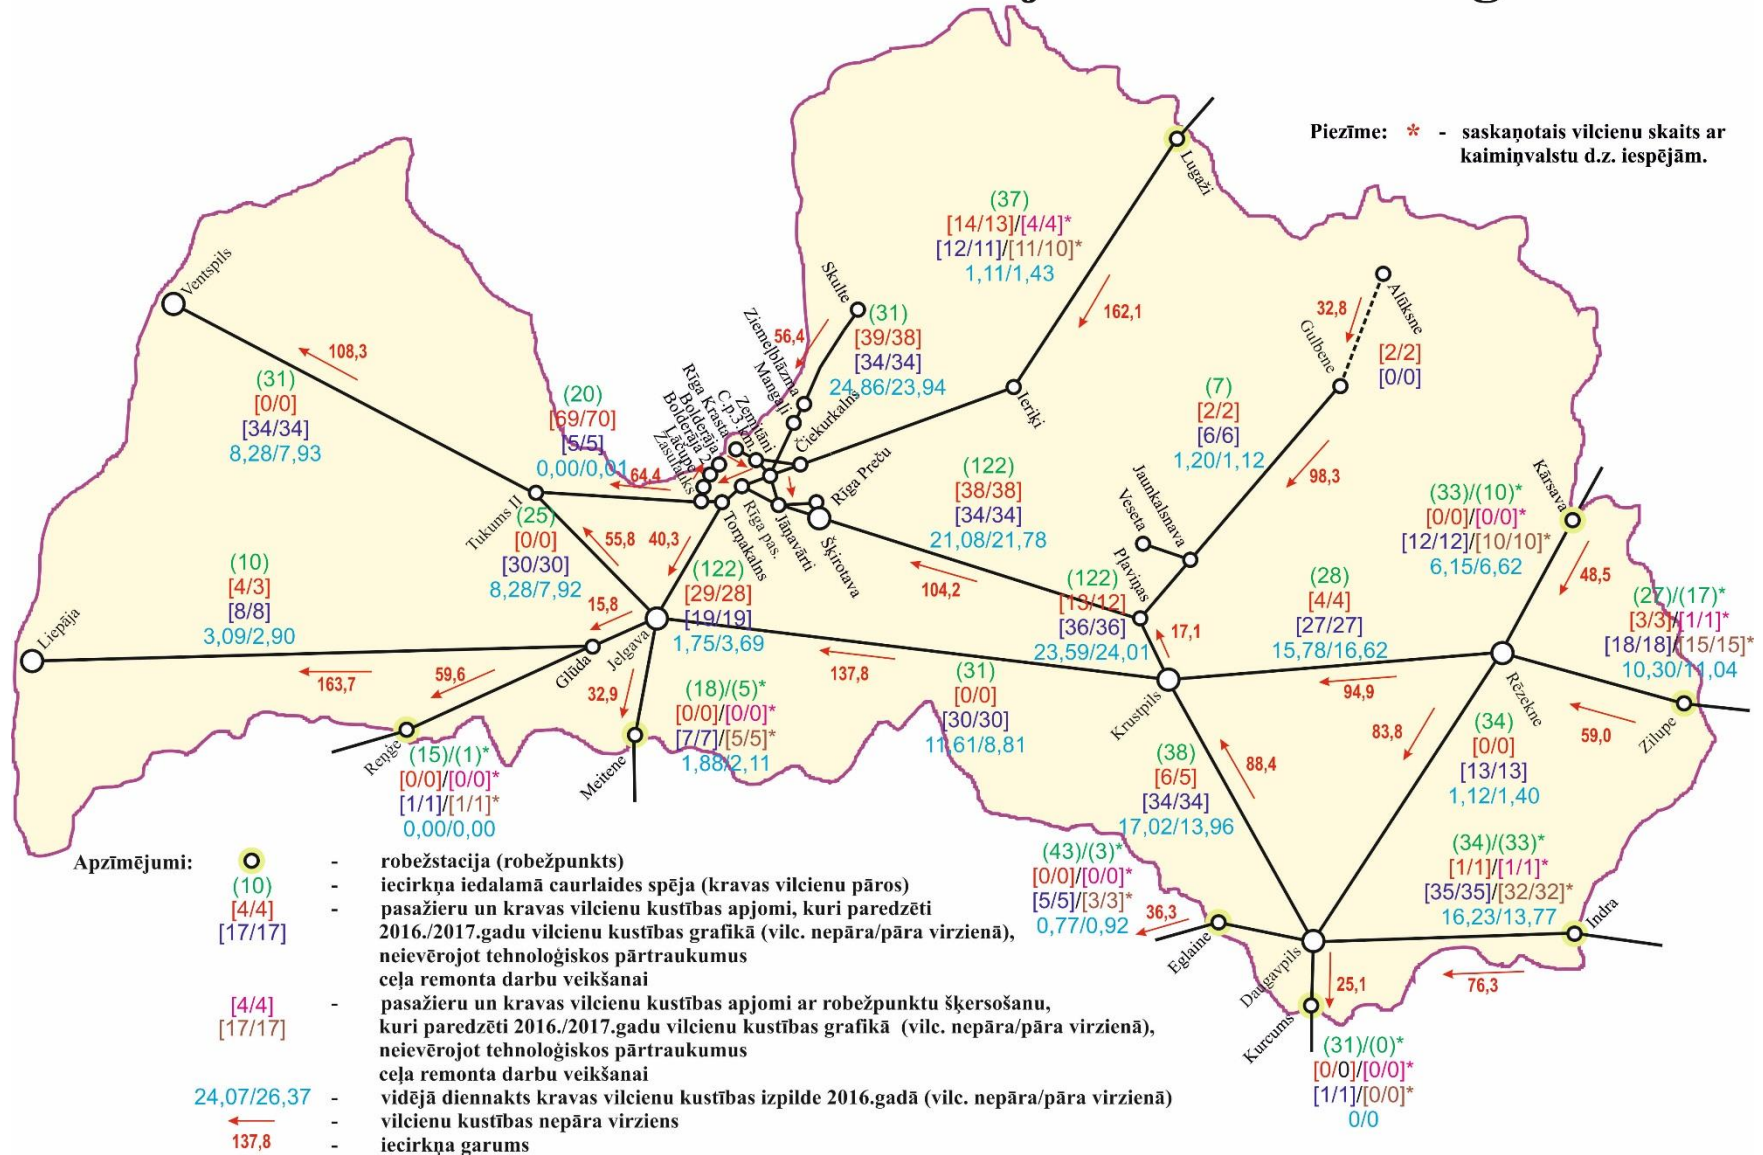 Piezīme: * - saskaņotais vilcienu skaits ar
kaimiņvalstu d.z. iespējām.
Lugaži
(37)
[14/13]/[4/4]*
[12/11]/[11/10]*
1,11/1,43
162,1
Ventspils
108,3
(31)
[0/0]
[34/34]
8,28/7,93
Skulte
56,4
(31)
[39/38]
[34/34]
24,86/23,94
Ziemeļblāzma
Mangaļi
Čiekurkalns
Zemitāni
C.p.3 km.
Rīga Krasta
Bolderāja
Bolderāja 2
Lāčupe
Zasulauks
(20)
[69/70]
[5/5]
0,00/0,01
64,4
Ieriķi
Alūksne
32,8
Gulbene
[2/2]
[0/0]
(7)
[2/2]
[6/6]
1,20/1,12
98,3
Tukums II
(25)
[0/0]
[30/30]
8,28/7,92
55,8
40,3
Torņakalns
Rīga pas.
Jāņavārti
Rīga Preču
Šķirotava
(122)
[38/38]
[34/34]
21,08/21,78
104,2
Jaunkalsnava
Veseta
Pļaviņas
Kārsava
(33)/(10)*
[0/0]/[0/0]*
[12/12]/[10/10]*
6,15/6,62
48,5
(10)
[4/3]
[8/8]
3,09/2,90
Liepāja
163,7
15,8
Glūda
Jelgava
(122)
[29/28]
[19/19]
1,75/3,69
137,8
(122)
[13/12]
[36/36]
23,59/24,01
17,1
(28)
[4/4]
[27/27]
15,78/16,62
94,9
(27)/(17)*
[3/3]/[1/1]*
[18/18]/[15/15]*
10,30/11,04
59,6
32,9
Reņģe
(15)/(1)*
[0/0]/[0/0]*
[1/1]/[1/1]*
0,00/0,00
Meitene
(18)/(5)*
[0/0]/[0/0]*
[7/7]/[5/5]*
1,88/2,11
(31)
[0/0]
[30/30]
11,61/8,81
Krustpils
Rēzekne
Zilupe
59,0
83,8
(34)
[0/0]
[13/13]
1,12/1,40
88,4
(38)
[6/5]
[34/34]
17,02/13,96
(43)/(3)*
[0/0]/[0/0]*
[5/5]/[3/3]*
0,77/0,92
36,3
Eglaine
(34)/(33)*
[1/1]/[1/1]*
[35/35]/[32/32]*
16,23/13,77
Indra
76,3
Daugavpils
25,1
Kurcums
(31)/(0)*
[0/0]/[0/0]*
[1/1]/[0/0]*
0/0
Apzīmējumi: - robežstacija (robežpunkts)
(10) - iecirkņa iedalamā caurlaides spēja (kravas vilcienu pāros)
[4/4] - pasažieru un kravas vilcienu kustības apjomi, kuri paredzēti
[17/17] 2016./2017.gadu vilcienu kustības grafikā (vilc. nepāra/pāra virzienā),
neievērojot tehnoloģiskos pārtraukumus
ceļa remonta darbu veikšanai
[4/4] - pasažieru un kravas vilcienu kustības apjomi ar robežpunktu šķersošanu,
[17/17] kuri paredzēti 2016./2017.gadu vilcienu kustības grafikā (vilc. nepāra/pāra virzienā),
neievērojot tehnoloģiskos pārtraukumus
ceļa remonta darbu veikšanai
24,07/26,37 - vidējā diennakts kravas vilcienu kustības izpilde 2016.gadā (vilc. nepāra/pāra virzienā)
- vilcienu kustības nepāra virziens
137,8 - iecirkņa garums